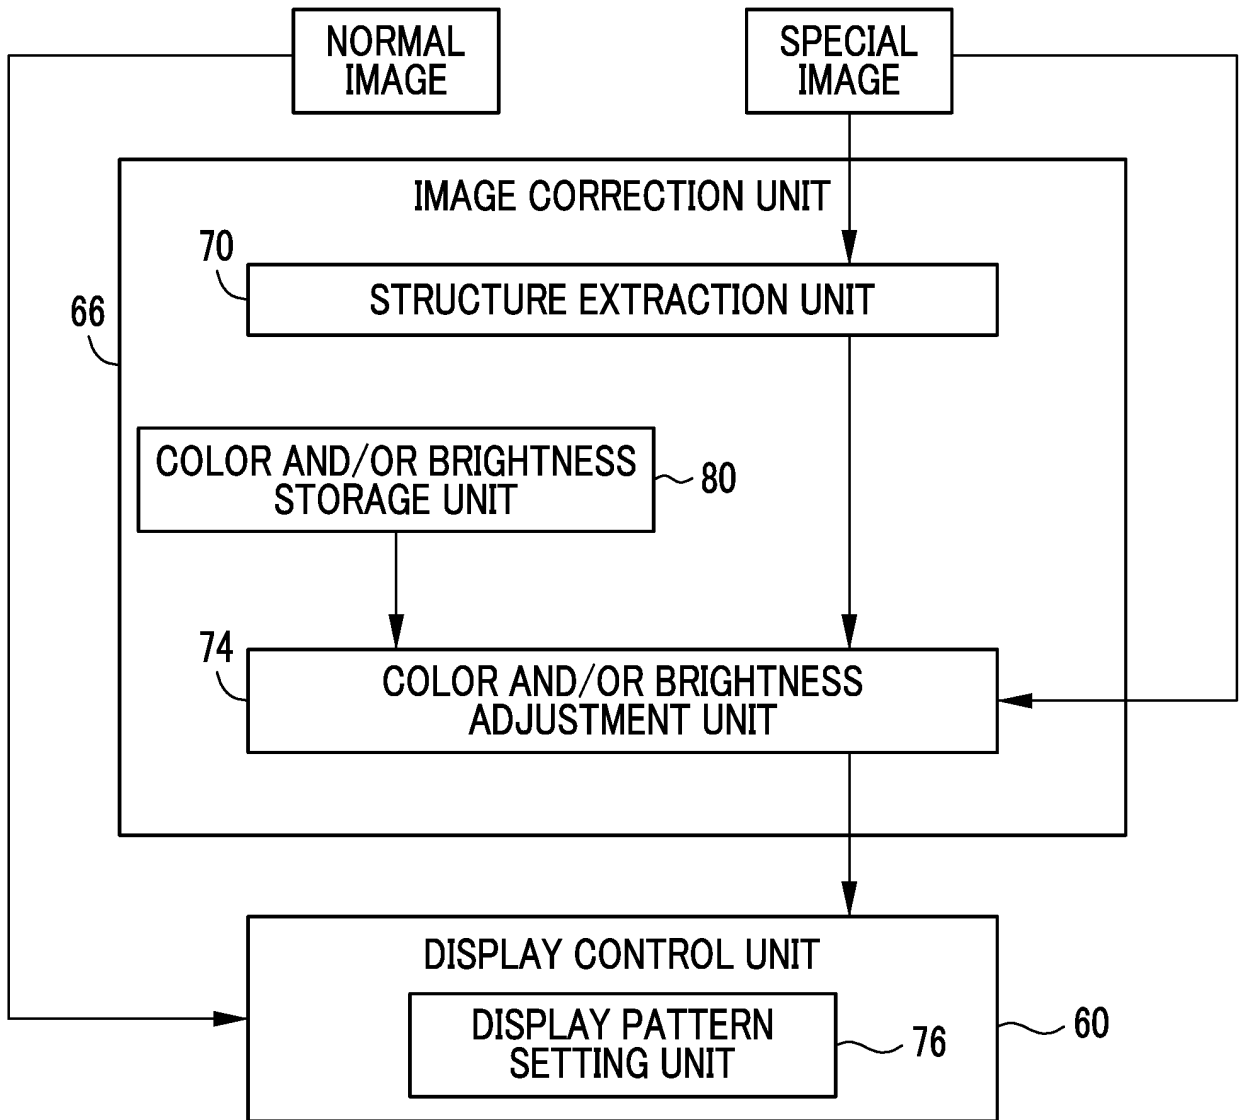 NORMAL
IMAGE
SPECIAL
IMAGE
IMAGE CORRECTION UNIT
70
STRUCTURE EXTRACTION UNIT
66
COLOR AND/OR BRIGHTNESS
STORAGE UNIT
80
74
COLOR AND/OR BRIGHTNESS
ADJUSTMENT UNIT
DISPLAY CONTROL UNIT
DISPLAY PATTERN
SETTING UNIT
76
60